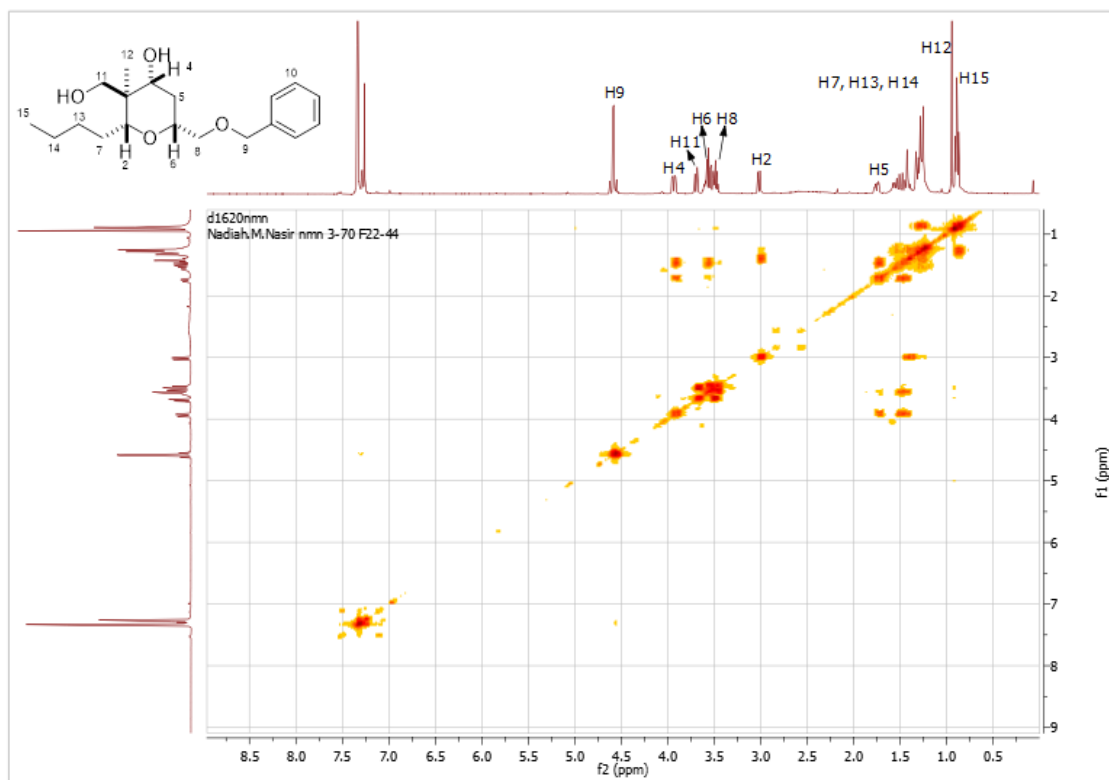 12 OH
H 4
11
10
HO
5
15
13
O
O
14
7
H
H
8
9
2
6
H9
H11
H4
H6
H8
H2
H7, H13, H14
H5
H12
H15
d1620nmn
Nadiah.M.Nasir nmn 3-70 F22-44
1
2
3
4
5
6
7
8
9
f1 (ppm)
8.5 8.0 7.5 7.0 6.5 6.0 5.5 5.0 4.5 4.0 3.5 3.0 2.5 2.0 1.5 1.0 0.5
f2 (ppm)